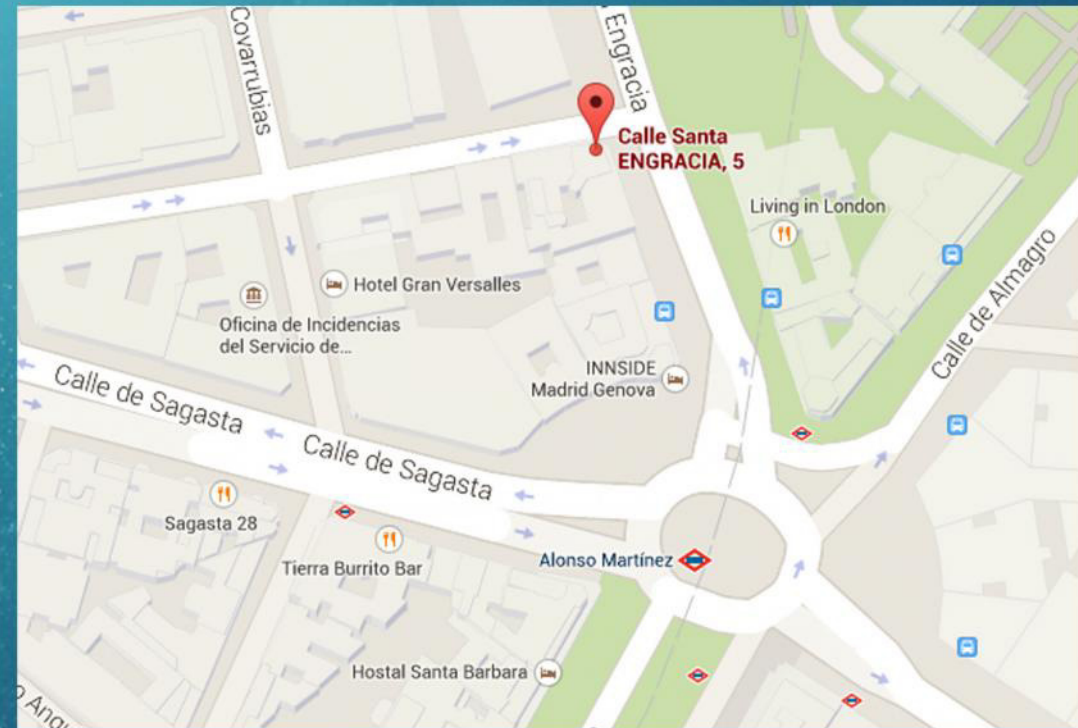 Covarrubias
Engracia
Calle Santa
ENGRACIA, 5
Living in London
Hotel Gran Versalles
Oficina de Incidencias
del Servicio de...
Calle de Almagro
INNSIDE
Madrid Genova
Calle de Sagasta
Calle de Sagasta
Sagasta 28
Tierra Burrito Bar
Alonso Martínez
Hostal Santa Barbara